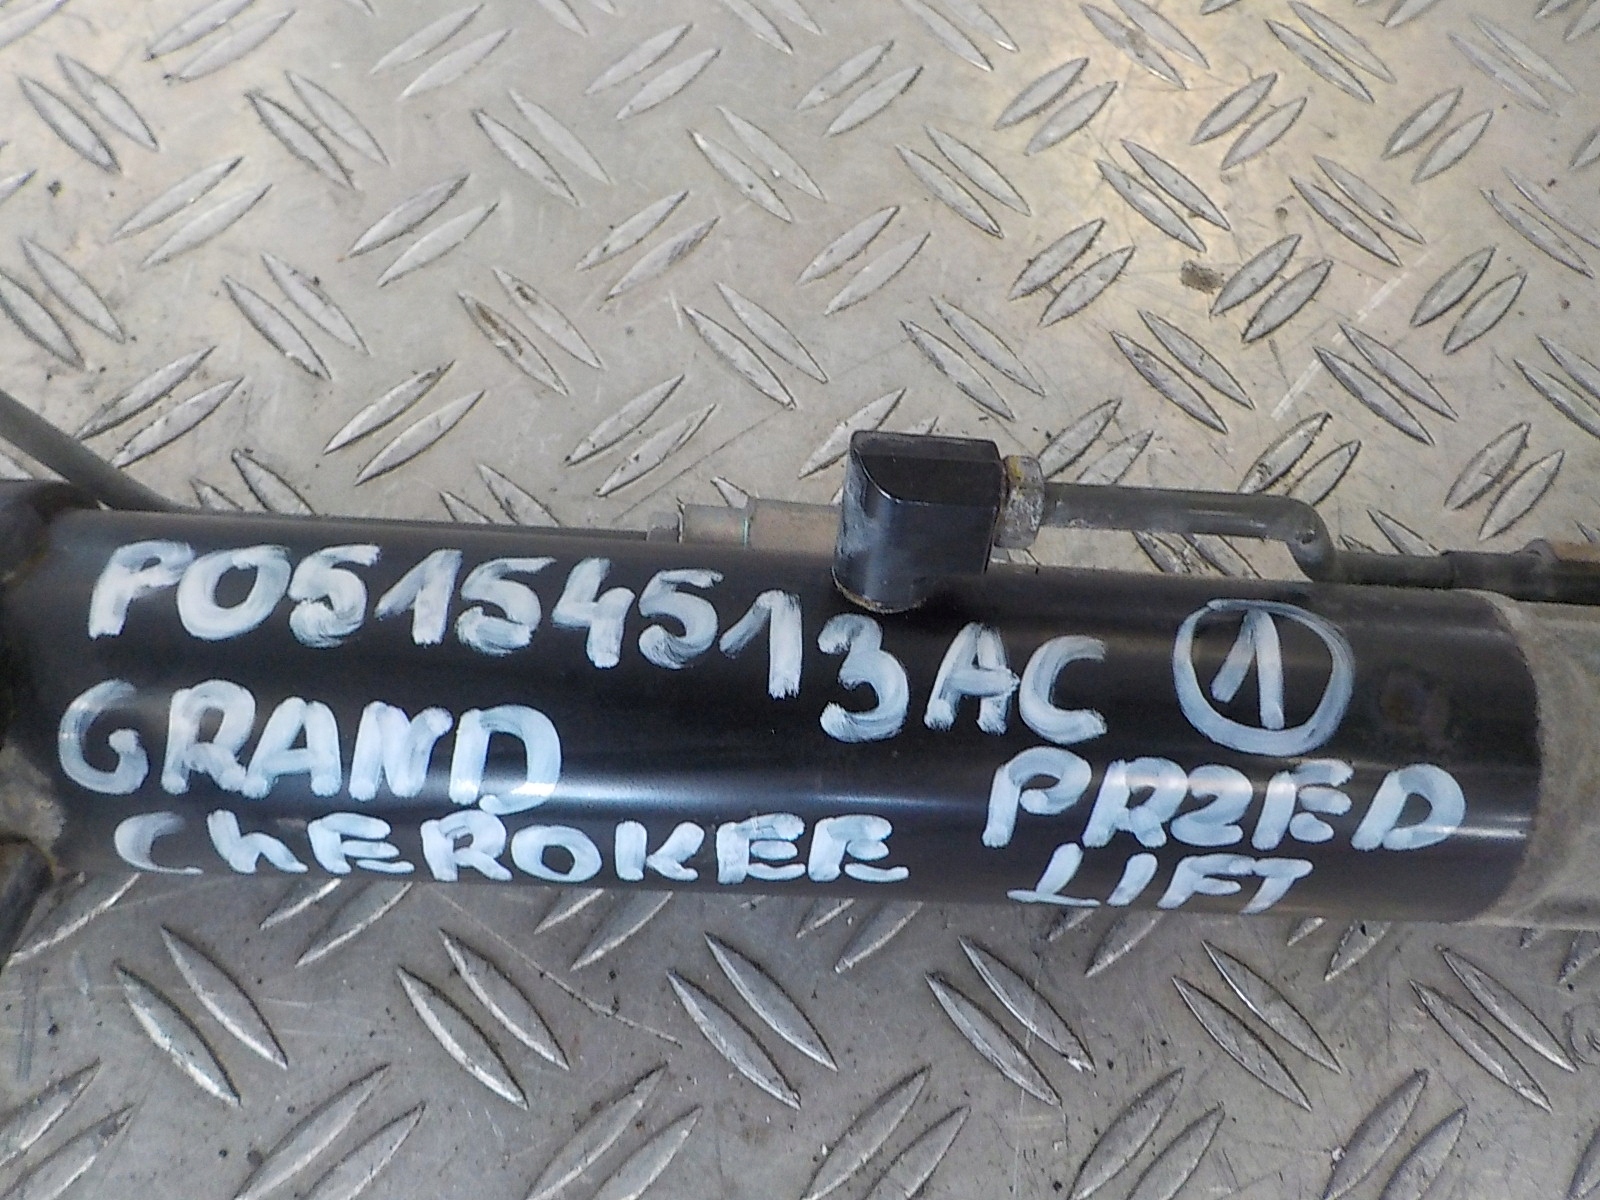 P05154513AC 1
GRAND PRZED
ChEROKEE LIFT